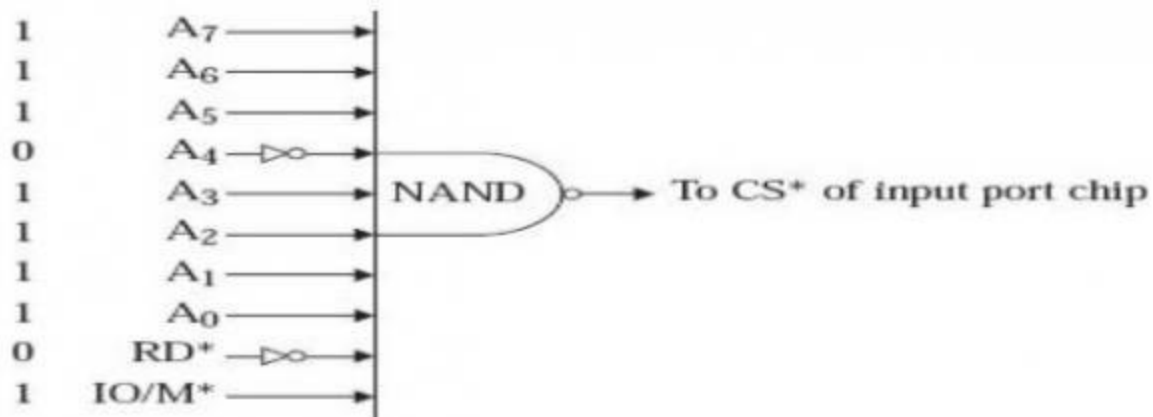 1 A7
1 A6
1 A5
0 A4
1 A3 NAND To CS* of input port chip
1 A2
1 A1
1 A0
0 RD*
1 IO/M*